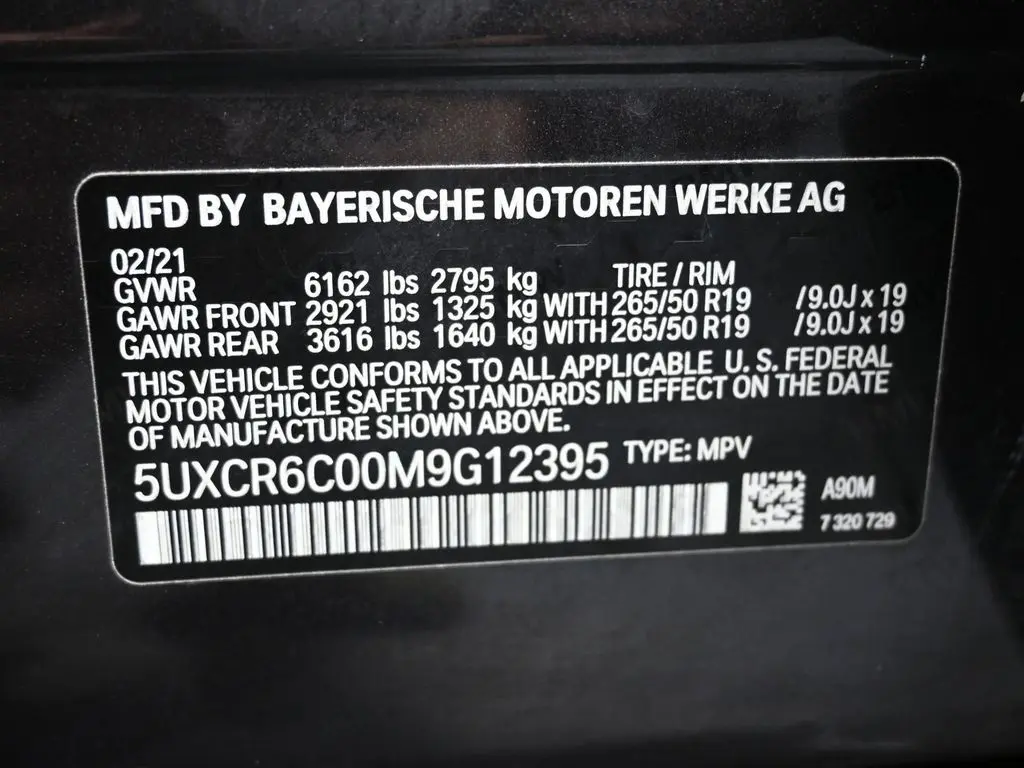 MFD BY BAYERISCHE MOTOREN WERKE AG
02/21
GVWR 6162 lbs 2795 kg TIRE / RIM
GAWR FRONT 2921 lbs 1325 kg WITH 265/50 R19 / 9.0J x 19
GAWR REAR 3616 lbs 1640 kg WITH 265/50 R19 / 9.0J x 19
THIS VEHICLE CONFORMS TO ALL APPLICABLE U. S. FEDERAL
MOTOR VEHICLE SAFETY STANDARDS IN EFFECT ON THE DATE
OF MANUFACTURE SHOWN ABOVE.
5UXCR6C00M9G12395 TYPE: MPV
A90M
7 320 729